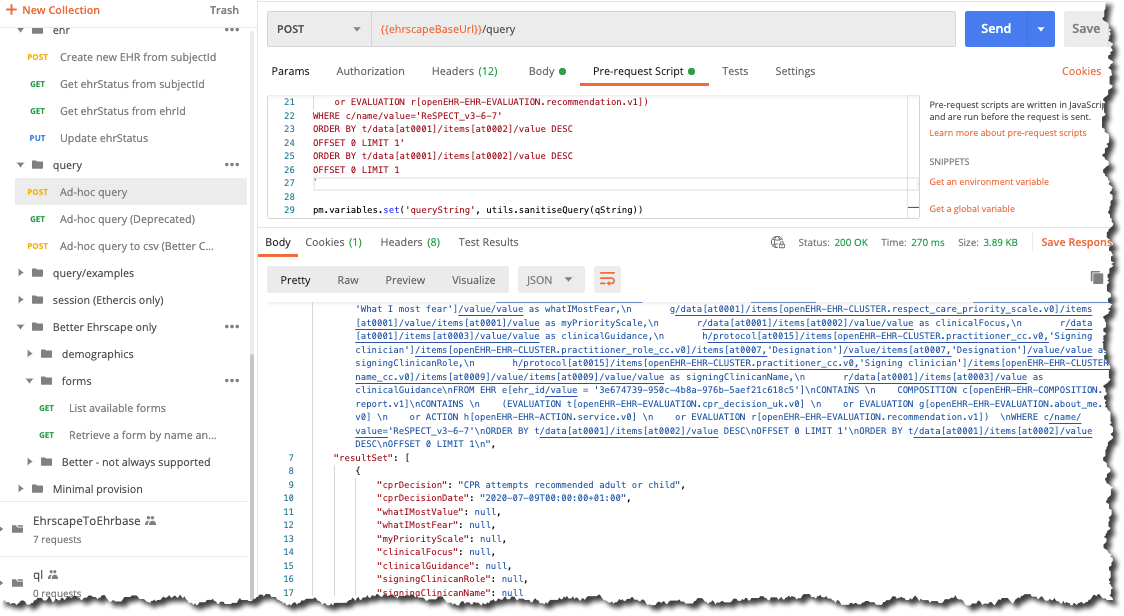 + New Collection
Trash
ehr
POST Create new EHR from subjectId
GET Get ehrStatus from subjectId
GET Get ehrStatus from ehrId
PUT Update ehrStatus
query
POST Ad-hoc query
GET Ad-hoc query (Deprecated)
POST Ad-hoc query to csv (Better C...
query/examples
session (Ethercis only)
Better Ehrscape only
demographics
forms
GET List available forms
GET Retrieve a form by name an...
Better - not always supported
Minimal provision
EhrscapeToEhrbase
7 requests
ql
0 requests
POST
{{ehrscapeBaseUrl}}/query
Send
Save
Params Authorization Headers (12) Body Pre-request Script Tests Settings Cookies
21 or EVALUATION r[openEHR-EHR-EVALUATION.recommendation.v1])
22 WHERE c/name/value='ReSPECT_v3-6-7'
23 ORDER BY t/data[at0001]/items[at0002]/value DESC
24 OFFSET 0 LIMIT 1'
25 ORDER BY t/data[at0001]/items[at0002]/value DESC
26 OFFSET 0 LIMIT 1
27 `
28
29 pm.variables.set('queryString', utils.sanitiseQuery(qString))
Pre-request scripts are written in JavaScrip
and are run before the request is sent.
Learn more about pre-request scripts
SNIPPETS
Get an environment variable
Get a global variable
Body Cookies (1) Headers (8) Test Results Status: 200 OK Time: 270 ms Size: 3.89 KB Save Respons
Pretty Raw Preview Visualize JSON
'What I most fear']/value/value as whatIMostFear,\n g/data[at0001]/items[openEHR-EHR-CLUSTER.respect_care_priority_scale.v0]/items
[at0001]/value/items[at0001]/value as myPriorityScale,\n r/data[at0001]/items[at0002]/value/value as clinicalFocus,\n r/data
[at0001]/items[at0003]/value/value as clinicalGuidance,\n h/protocol[at0015]/items[openEHR-EHR-CLUSTER.practitioner_cc.v0,'Signing
clinician']/items[openEHR-EHR-CLUSTER.practitioner_role_cc.v0]/items[at0007,'Designation']/value/items[at0007,'Designation']/value/value as
signingClinicanRole,\n h/protocol[at0015]/items[openEHR-EHR-CLUSTER.practitioner_cc.v0,'Signing clinician']/items[openEHR-EHR-CLUSTER
name_cc.v0]/items[at0009]/value/items[at0009]/value/value as signingClinicanName,\n r/data[at0001]/items[at0003]/value as
clinicalGuidance\nFROM EHR e[ehr_id/value = '3e674739-950c-4b8a-976b-5aef21c618c5']\nCONTAINS \n COMPOSITION c[openEHR-EHR-COMPOSITION.
report.v1]\nCONTAINS \n (EVALUATION t[openEHR-EHR-EVALUATION.cpr_decision_uk.v0] \n or EVALUATION g[openEHR-EHR-EVALUATION.about_me.
v0] \n or ACTION h[openEHR-EHR-ACTION.service.v0] \n or EVALUATION r[openEHR-EHR-EVALUATION.recommendation.v1]) \nWHERE c/name/
value='ReSPECT_v3-6-7'\nORDER BY t/data[at0001]/items[at0002]/value DESC\nOFFSET 0 LIMIT 1'\nORDER BY t/data[at0001]/items[at0002]/value
DESC\nOFFSET 0 LIMIT 1\n",
7 "resultSet": [
8 {
9 "cprDecision": "CPR attempts recommended adult or child",
10 "cprDecisionDate": "2020-07-09T00:00:00+01:00",
11 "whatIMostValue": null,
12 "whatIMostFear": null,
13 "myPriorityScale": null,
14 "clinicalFocus": null,
15 "clinicalGuidance": null,
16 "signingClinicanRole": null,
17 "signingClinicanName": null